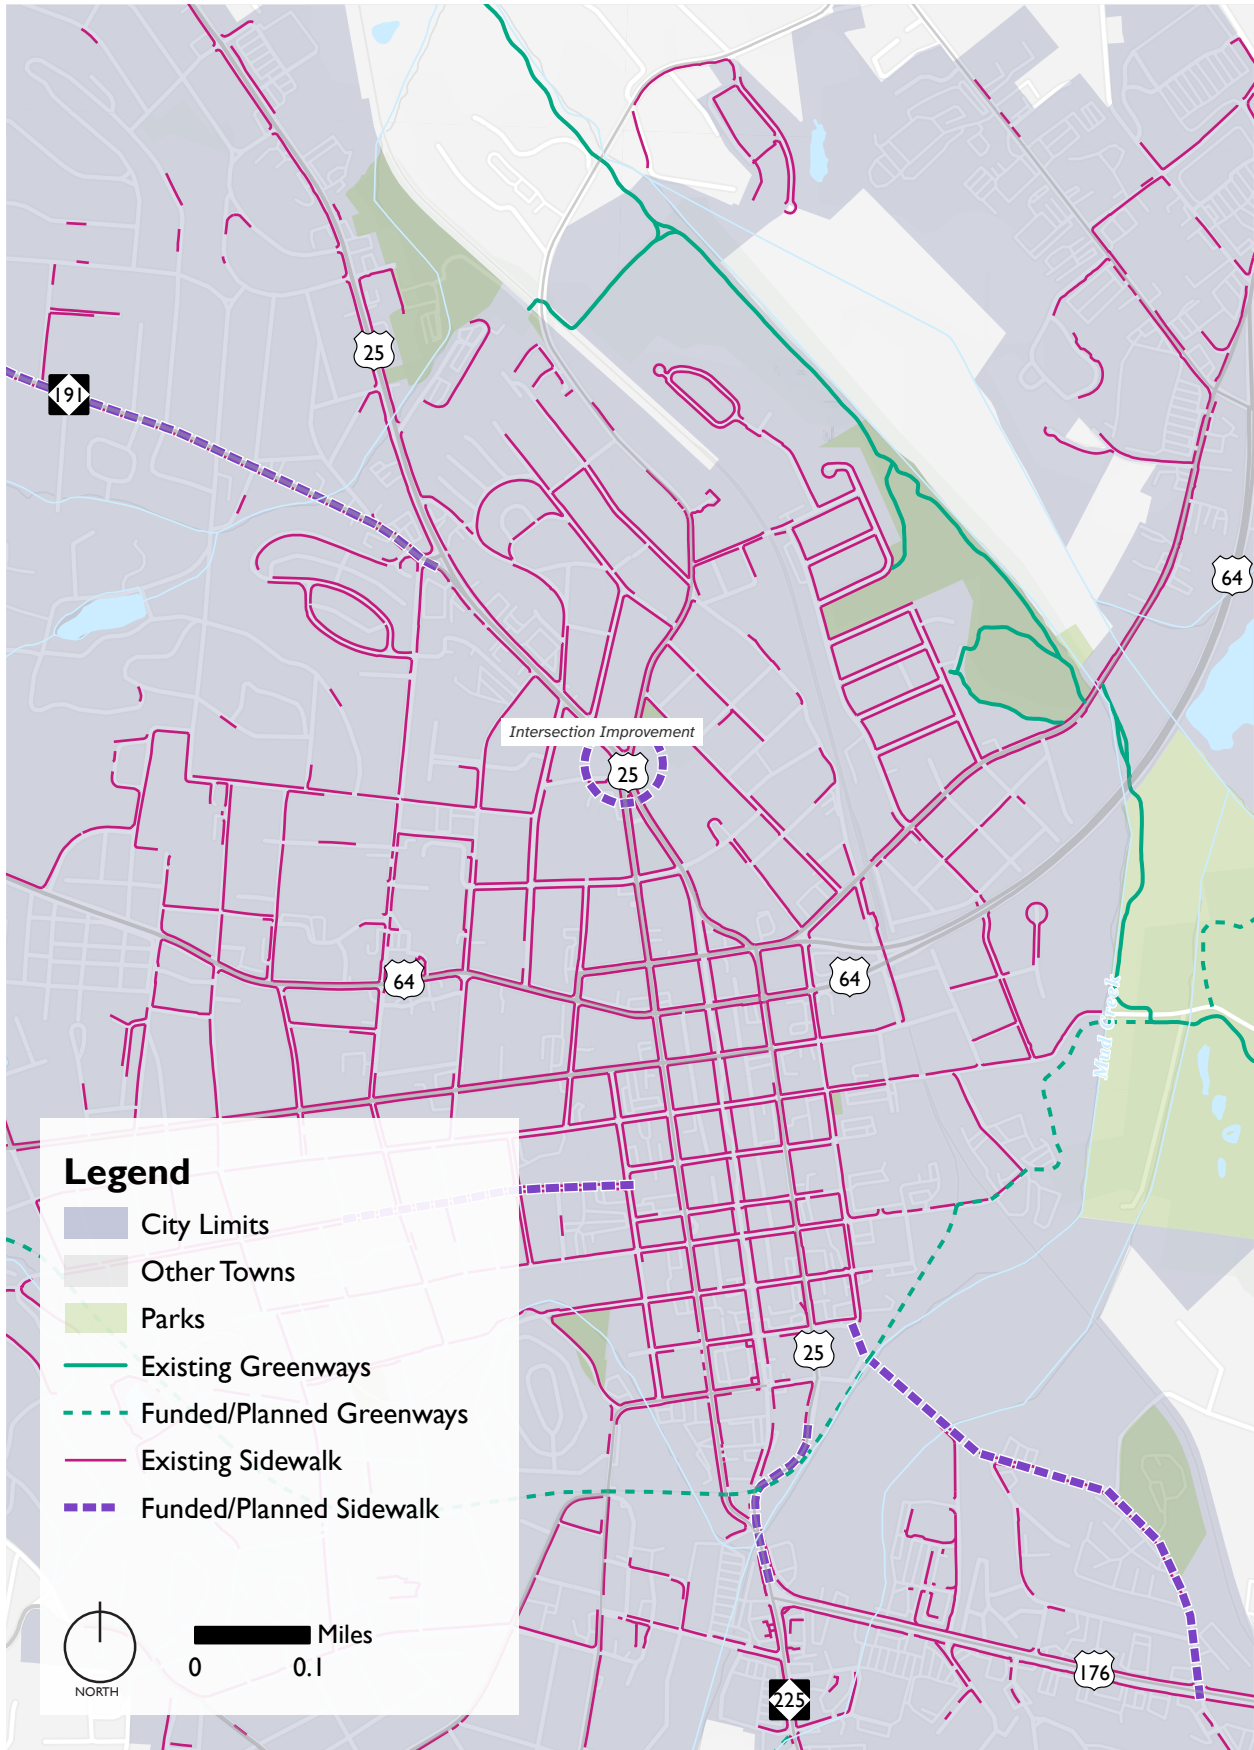 25
191
64
Intersection Improvement
25
64
64
Mud Creek
Legend
City Limits
Other Towns
Parks
25
Existing Greenways
Funded/Planned Greenways
Existing Sidewalk
Funded/Planned Sidewalk
Miles
0 0.1
NORTH
176
225